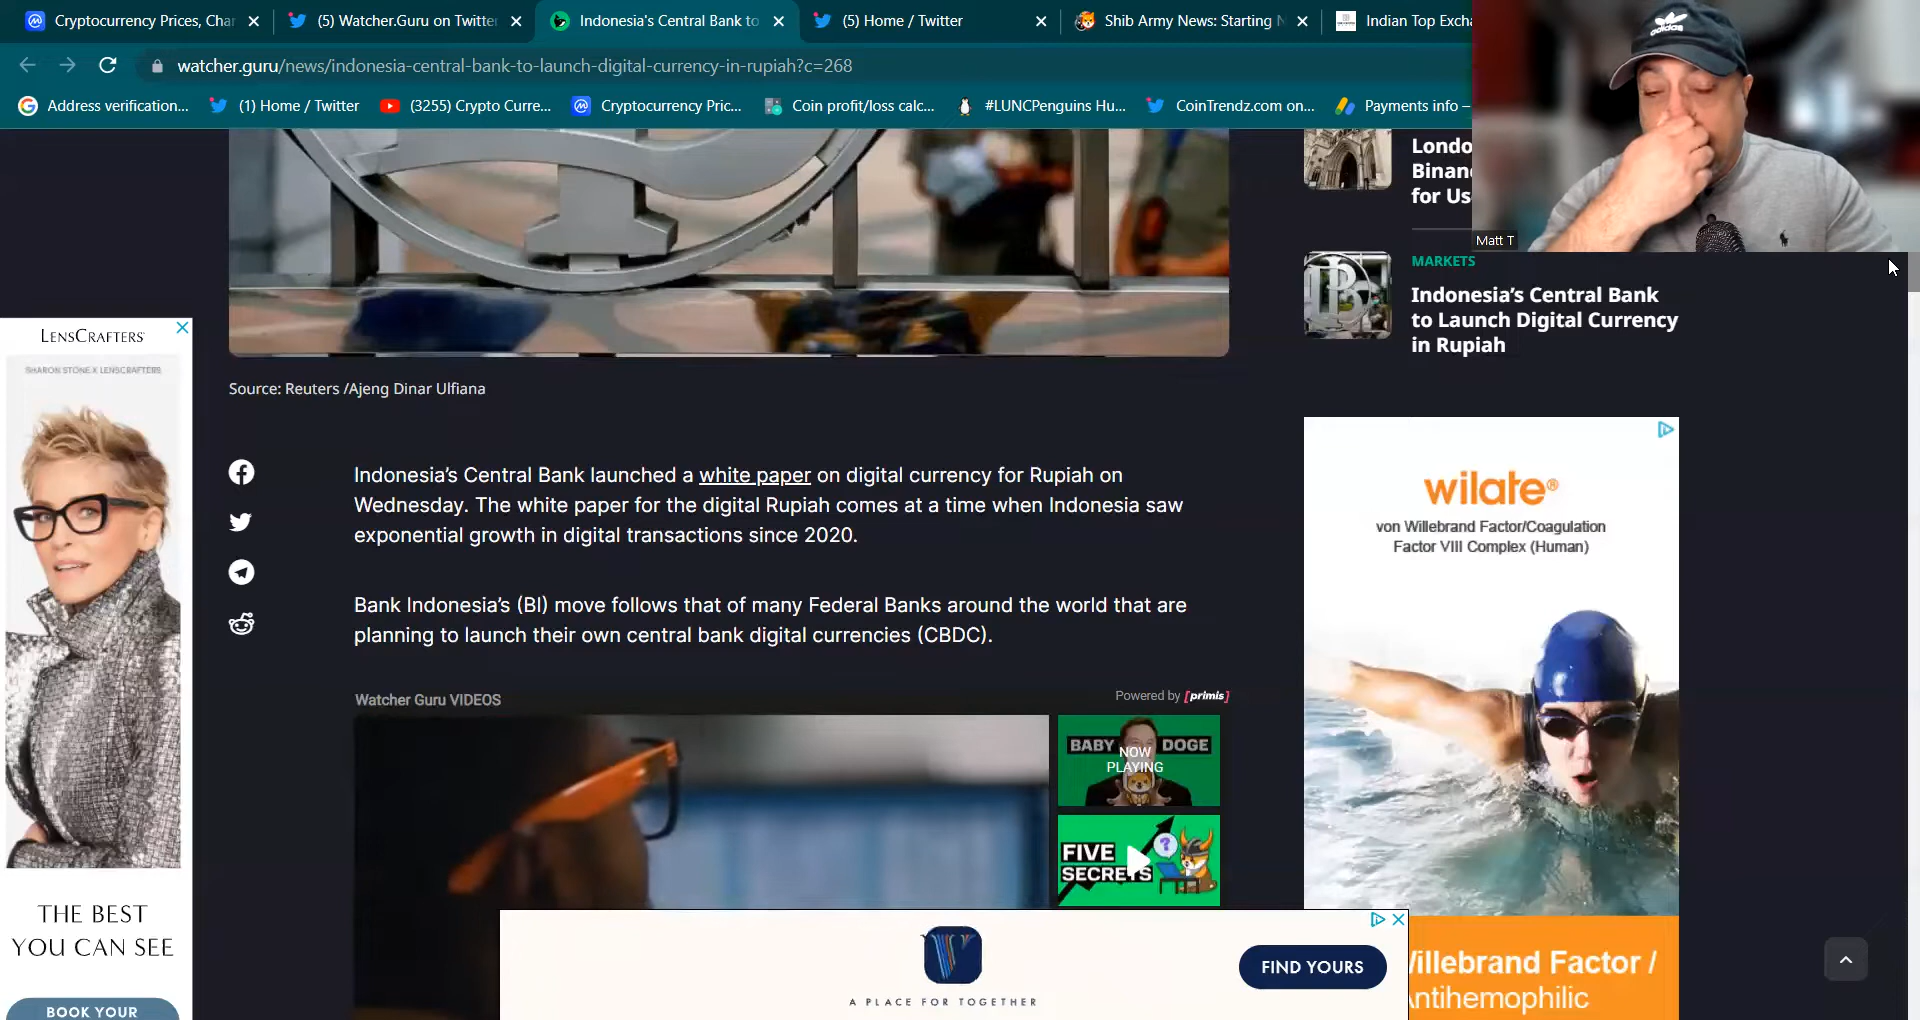 Cryptocurrency Prices, Char
(5) Watcher.Guru on Twitter
Indonesia's Central Bank to
(5) Home / Twitter
Shib Army News: Starting N
Indian Top Excha
watcher.guru/news/indonesia-central-bank-to-launch-digital-currency-in-rupiah?c=268
Address verification...
(1) Home / Twitter
(3255) Crypto Curre...
Cryptocurrency Pric...
Coin profit/loss calc...
#LUNCPenguins Hu...
CoinTrendz.com on...
Payments info –
adidas
Matt T
Londo
Binan
for Us
MARKETS
Indonesia's Central Bank
to Launch Digital Currency
in Rupiah
LENSCRAFTERS
SHARON STONE X LENSCRAFTERS
THE BEST
YOU CAN SEE
BOOK YOUR
Source: Reuters /Ajeng Dinar Ulfiana
Indonesia's Central Bank launched a white paper on digital currency for Rupiah on
Wednesday. The white paper for the digital Rupiah comes at a time when Indonesia saw
exponential growth in digital transactions since 2020.
Bank Indonesia's (BI) move follows that of many Federal Banks around the world that are
planning to launch their own central bank digital currencies (CBDC).
Watcher Guru VIDEOS
Powered by [primis]
BABY DOGE
NOW
PLAYING
FIVE
SECRETS
?
wilate®
von Willebrand Factor/Coagulation
Factor VIII Complex (Human)
illebrand Factor /
ntihemophilic
A PLACE FOR TOGETHER
FIND YOURS